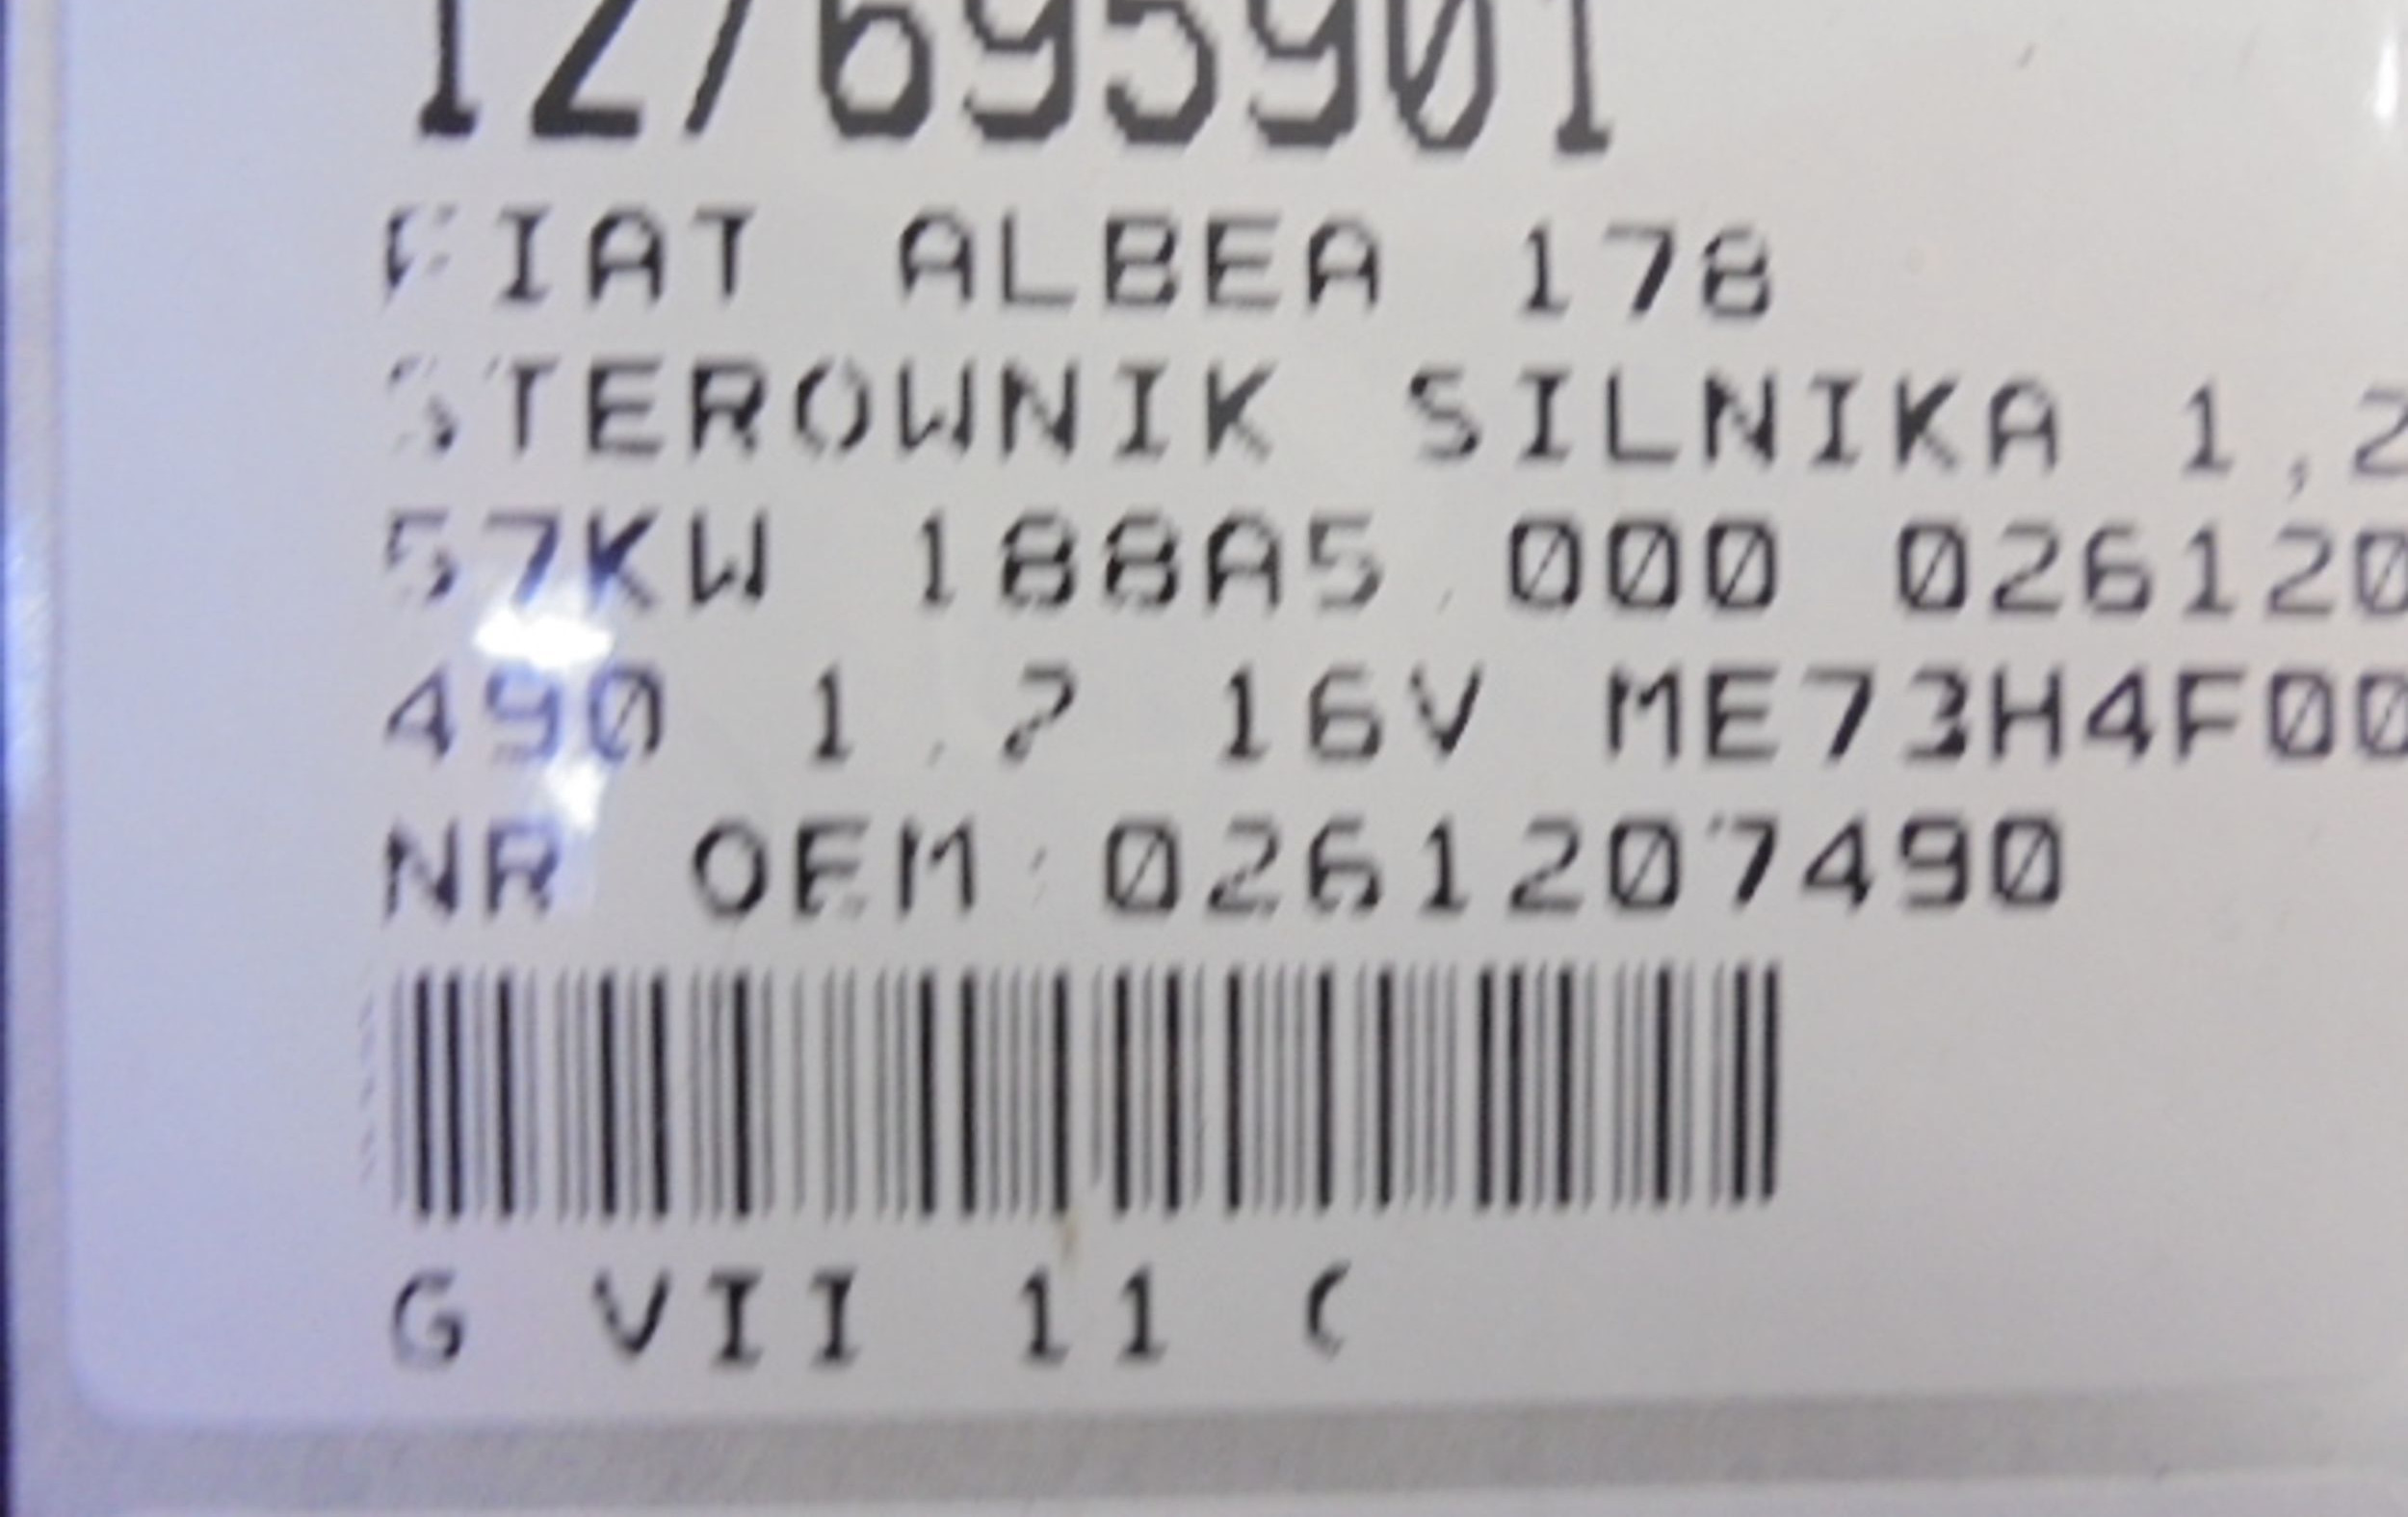 127695901
FIAT ALBEA 178
STEROWNIK SILNIKA 1,2
57KW 188A5.000 026120
490 1.2 16V ME73H4F00
NR OEM:0261207490
G VII 11